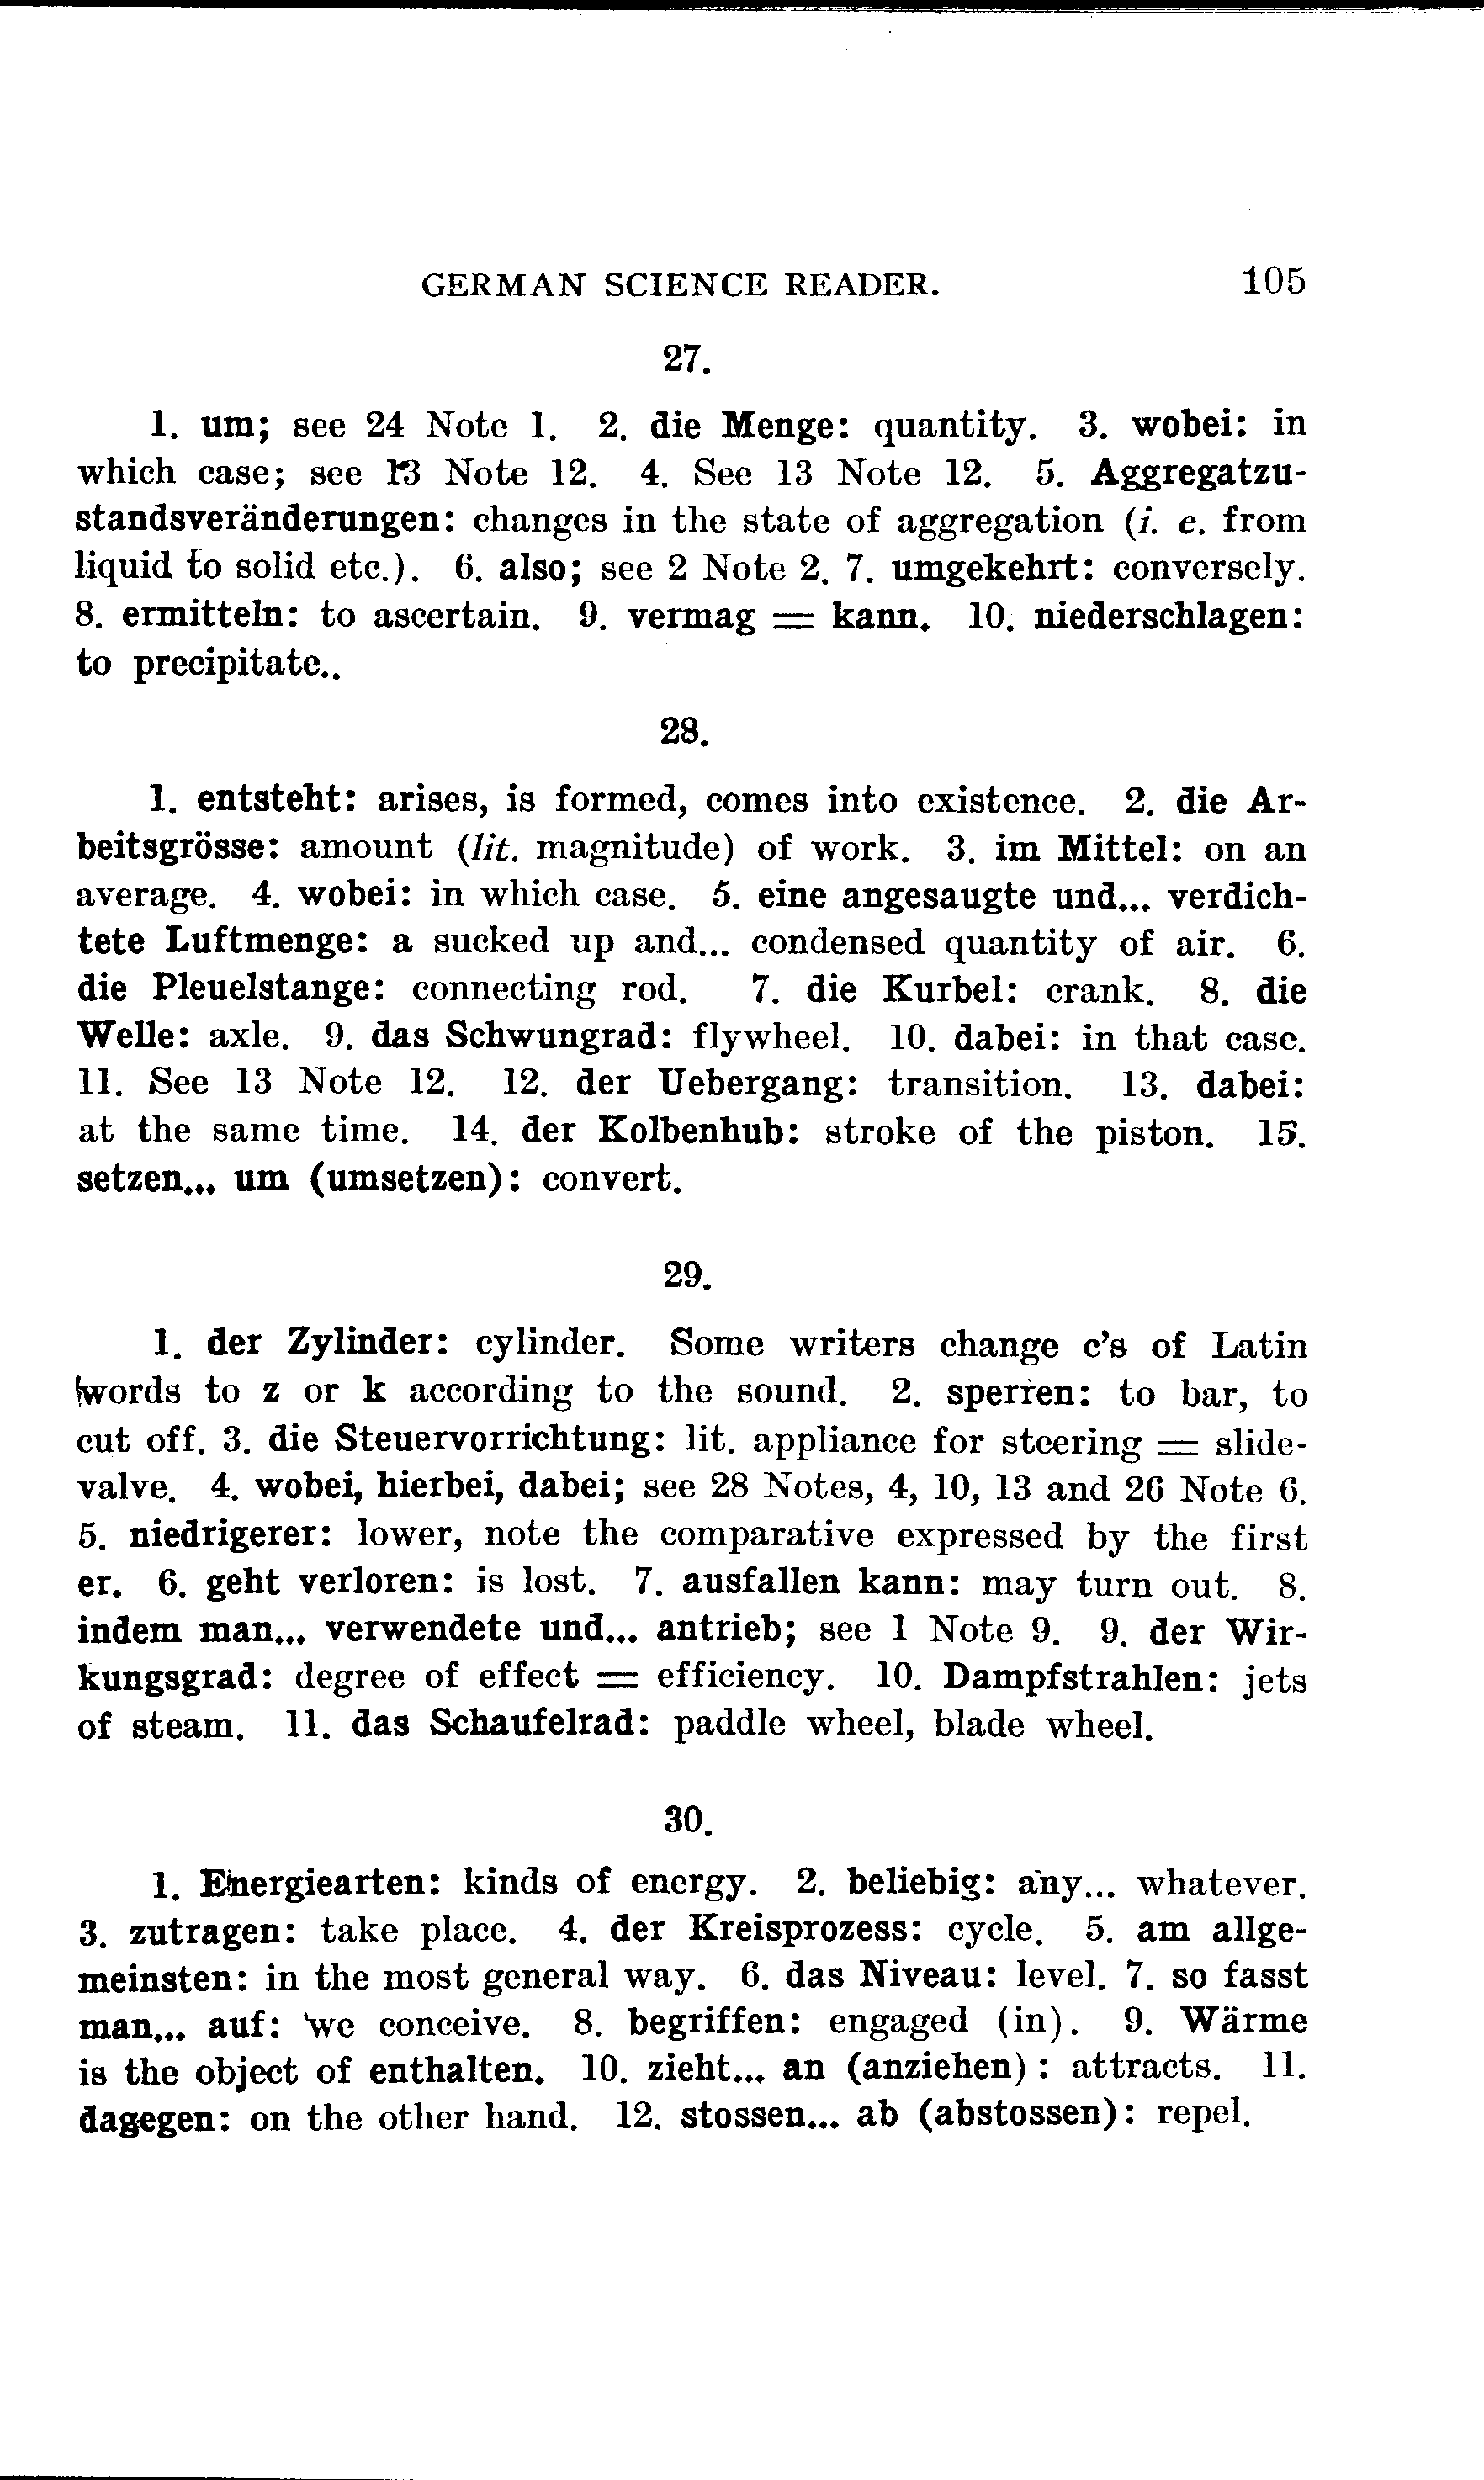 GERMAN SCIENCE READER. 105
27.
1. um; see 24 Note 1. 2. die Menge: quantity. 3. wobei: in
which case; see 13 Note 12. 4. See 13 Note 12. 5. Aggregatzu-
standsveränderungen: changes in the state of aggregation (i. e. from
liquid to solid etc.). 6. also; see 2 Note 2. 7. umgekehrt: conversely.
8. ermitteln: to ascertain. 9. vermag = kann. 10. niederschlagen:
to precipitate..
28.
1. entsteht: arises, is formed, comes into existence. 2. die Ar-
beitsgrösse: amount (lit. magnitude) of work. 3. im Mittel: on an
average. 4. wobei: in which case. 5. eine angesaugte und... verdich-
tete Luftmenge: a sucked up and... condensed quantity of air. 6.
die Pleuelstange: connecting rod. 7. die Kurbel: crank. 8. die
Welle: axle. 9. das Schwungrad: flywheel. 10. dabei: in that case.
11. See 13 Note 12. 12. der Uebergang: transition. 13. dabei:
at the same time. 14. der Kolbenhub: stroke of the piston. 15.
setzen... um (umsetzen): convert.
29.
1. der Zylinder: cylinder. Some writers change c's of Latin
words to z or k according to the sound. 2. sperren: to bar, to
cut off. 3. die Steuervorrichtung: lit. appliance for steering = slide-
valve. 4. wobei, hierbei, dabei; see 28 Notes, 4, 10, 13 and 26 Note 6.
5. niedrigerer: lower, note the comparative expressed by the first
er. 6. geht verloren: is lost. 7. ausfallen kann: may turn out. 8.
indem man... verwendete und... antrieb; see 1 Note 9. 9. der Wir-
kungsgrad: degree of effect = efficiency. 10. Dampfstrahlen: jets
of steam. 11. das Schaufelrad: paddle wheel, blade wheel.
30.
1. Energiearten: kinds of energy. 2. beliebig: any... whatever.
3. zutragen: take place. 4. der Kreisprozess: cycle. 5. am allge-
meinsten: in the most general way. 6. das Niveau: level. 7. so fasst
man... auf: we conceive. 8. begriffen: engaged (in). 9. Wärme
is the object of enthalten. 10. zieht... an (anziehen) : attracts. 11.
dagegen: on the other hand. 12. stossen... ab (abstossen): repel.